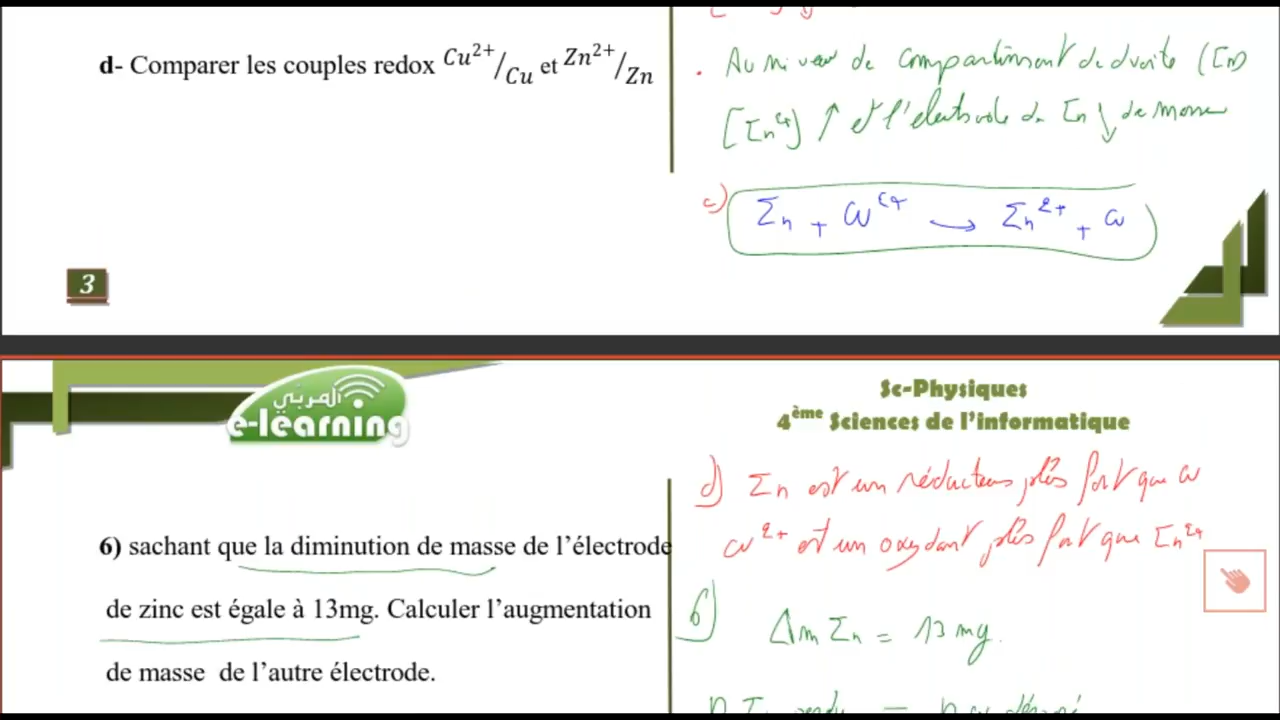 d- Comparer les couples redox Cu²⁺/Cu et Zn²⁺/Zn
. Au niveau de compartiment de droite (Zn)
[Zn²⁺] ↑ et l'électrode de Zn ↓ de masse
c) Zn + Cu²⁺ → Zn²⁺ + Cu
3
المربي
e-learning
Sc-Physiques
4ème Sciences de l'informatique
d) Zn est un réducteur plus fort que Cu
Cu²⁺ est un oxydant plus fort que Zn²⁺
6) sachant que la diminution de masse de l'électrode
de zinc est égale à 13mg. Calculer l'augmentation
de masse de l'autre électrode.
6) Δm Zn = 13 mg.